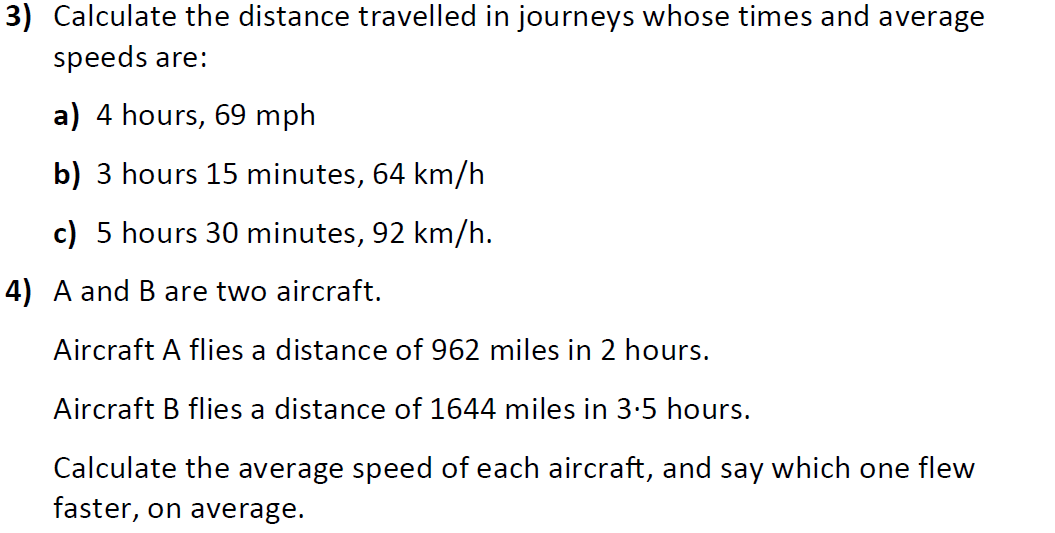 3) Calculate the distance travelled in journeys whose times and average
speeds are:
a) 4 hours, 69 mph
b) 3 hours 15 minutes, 64 km/h
c) 5 hours 30 minutes, 92 km/h.
4) A and B are two aircraft.
Aircraft A flies a distance of 962 miles in 2 hours.
Aircraft B flies a distance of 1644 miles in 3·5 hours.
Calculate the average speed of each aircraft, and say which one flew
faster, on average.